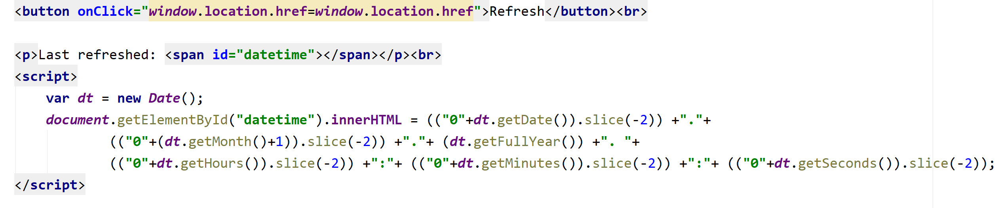 <button onClick="window.location.href=window.location.href">Refresh</button><br>
<p>Last refreshed: <span id="datetime"></span></p><br>
<script>
var dt = new Date();
document.getElementById("datetime").innerHTML = (("0"+dt.getDate()).slice(-2)) +"."+
(("0"+(dt.getMonth()+1)).slice(-2)) +"."+ (dt.getFullYear()) +". "+
(("0"+dt.getHours()).slice(-2)) +":"+ (("0"+dt.getMinutes()).slice(-2)) +":"+ (("0"+dt.getSeconds()).slice(-2));
</script>